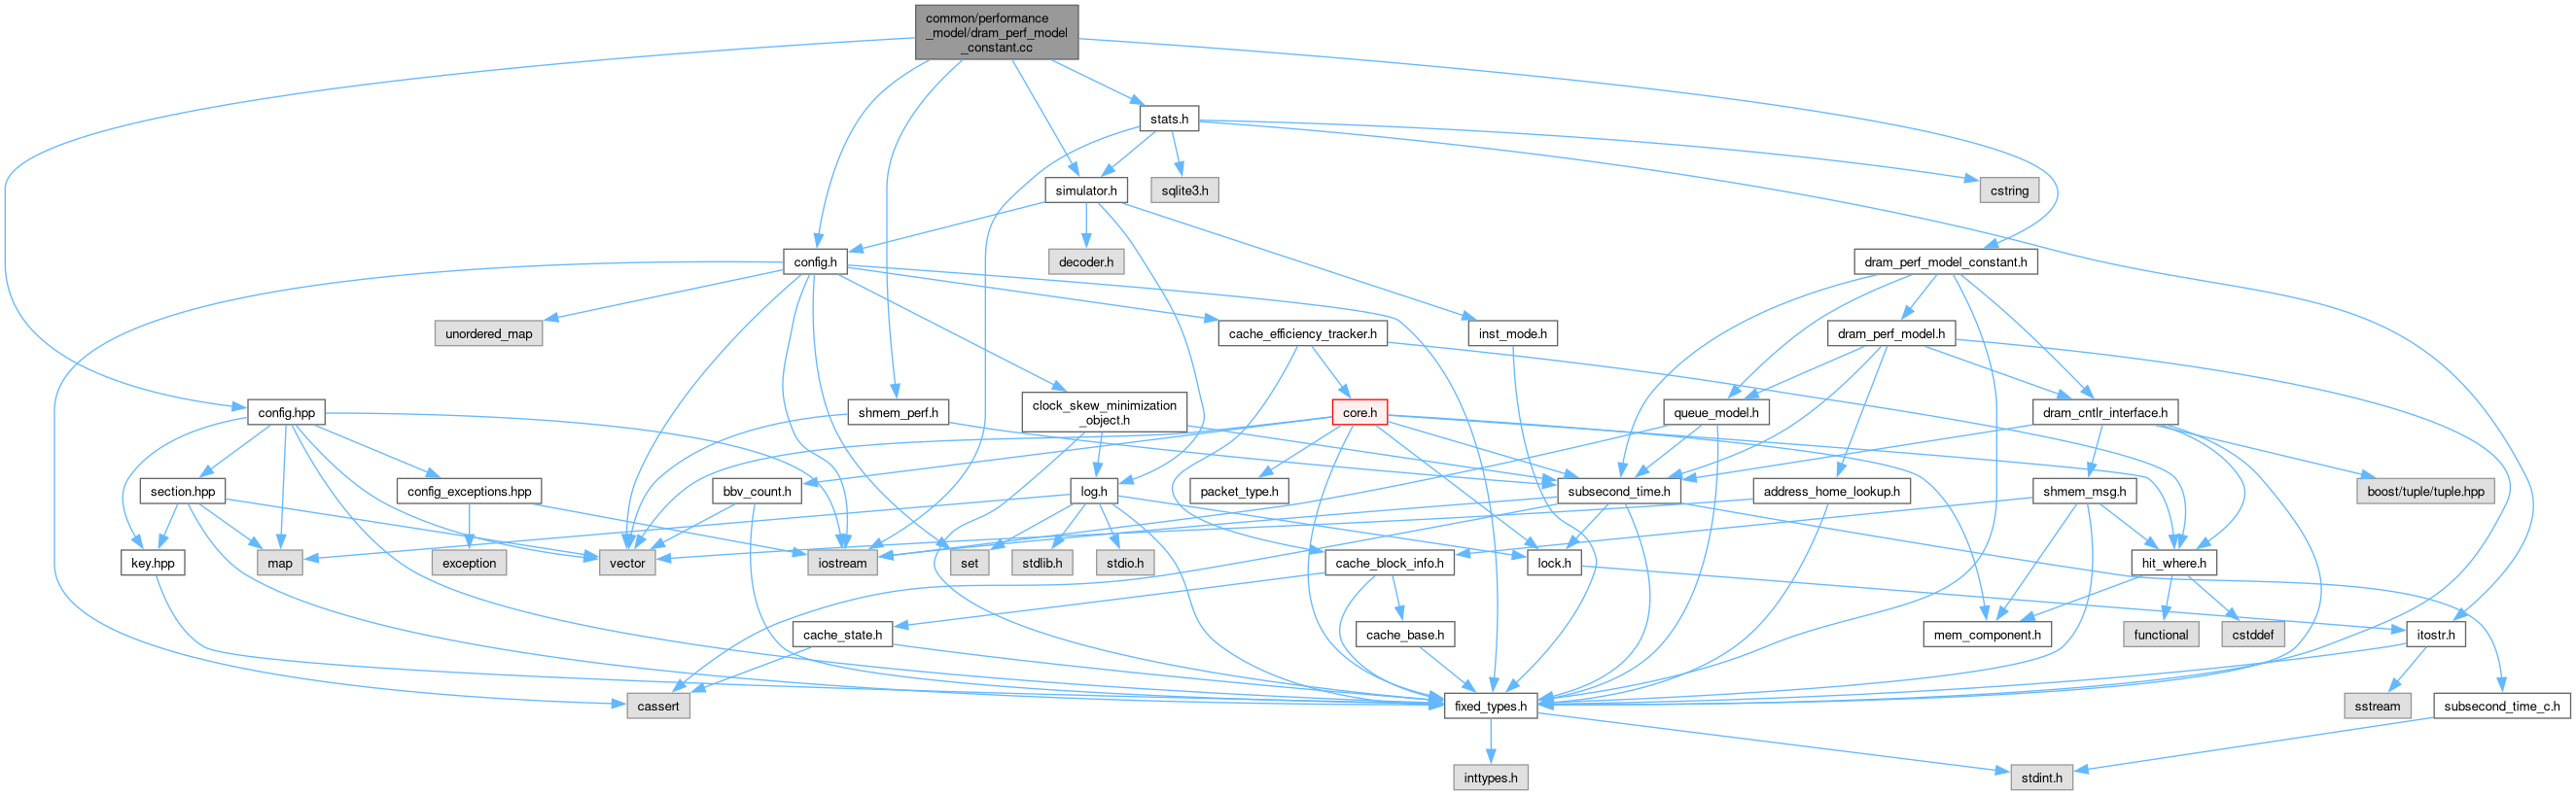 common/performance
_model/dram_perf_model
_constant.cc
stats.h
simulator.h
sqlite3.h
cstring
config.h
decoder.h
dram_perf_model_constant.h
unordered_map
cache_efficiency_tracker.h
inst_mode.h
dram_perf_model.h
config.hpp
shmem_perf.h
clock_skew_minimization
_object.h
core.h
queue_model.h
dram_cntlr_interface.h
section.hpp
config_exceptions.hpp
bbv_count.h
log.h
packet_type.h
subsecond_time.h
address_home_lookup.h
shmem_msg.h
boost/tuple/tuple.hpp
key.hpp
map
exception
vector
iostream
set
stdlib.h
stdio.h
cache_block_info.h
lock.h
hit_where.h
cache_state.h
cache_base.h
mem_component.h
functional
cstddef
itostr.h
cassert
fixed_types.h
sstream
subsecond_time_c.h
inttypes.h
stdint.h